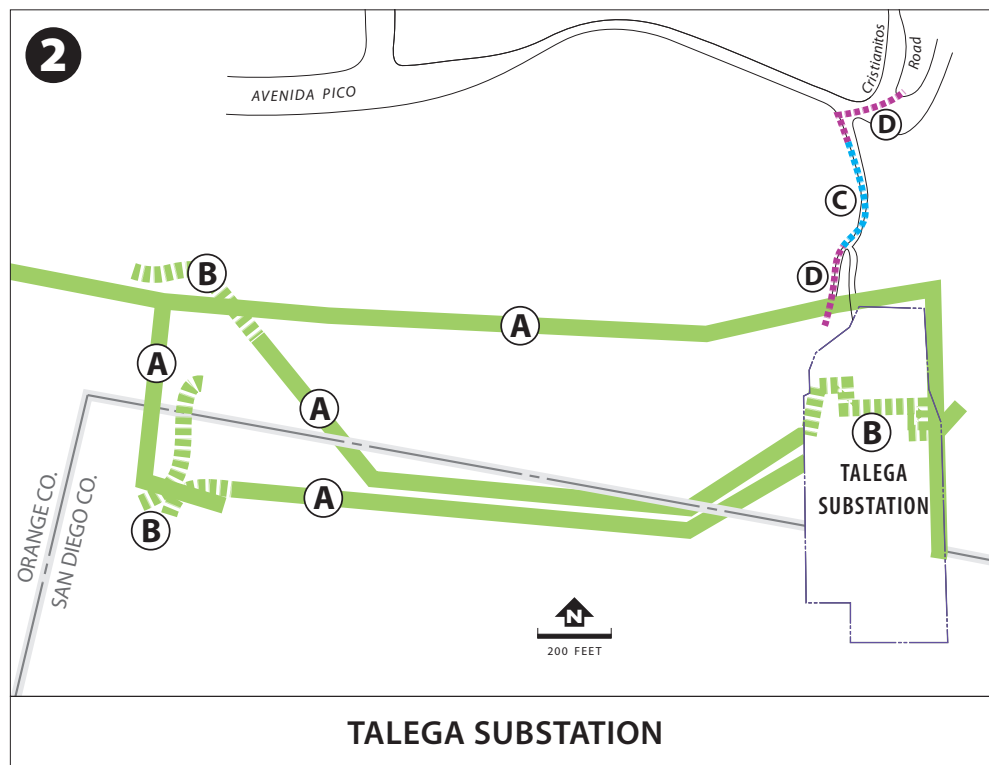 2
AVENIDA PICO
Cristianitos
Road
D
C
B
D
A
A
A
B
TALEGA
SUBSTATION
A
B
ORANGE CO.
SAN DIEGO CO.
N
200 FEET
TALEGA SUBSTATION